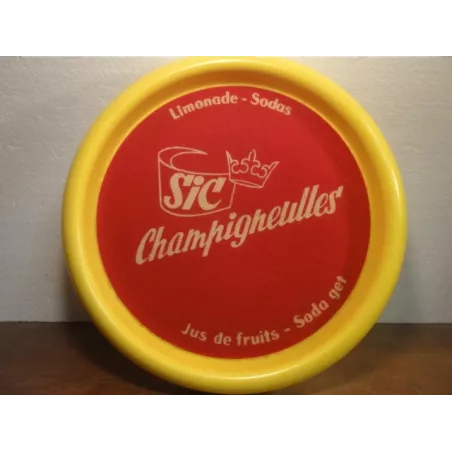 Limonade - Sodas
Sic
Champigneulles
Jus de fruits - Soda get